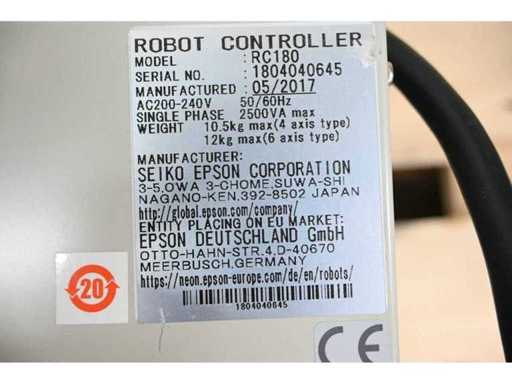 ROBOT CONTROLLER
MODEL : RC180
SERIAL NO. : 1804040645
MANUFACTURED : 05/2017
AC200-240V 50/60Hz
SINGLE PHASE 2500VA max
WEIGHT 10.5kg max(4 axis type)
12kg max(6 axis type)
MANUFACTURER:
SEIKO EPSON CORPORATION
3-5,OWA 3-CHOME,SUWA-SHI
NAGANO-KEN,392-8502 JAPAN
http://global.epson.com/company/
ENTITY PLACING ON EU MARKET:
EPSON DEUTSCHLAND GmbH
OTTO-HAHN-STR.4,D-40670
MEERBUSCH,GERMANY
https://neon.epson-europe.com/de/en/robots/
1804040645
20
CE